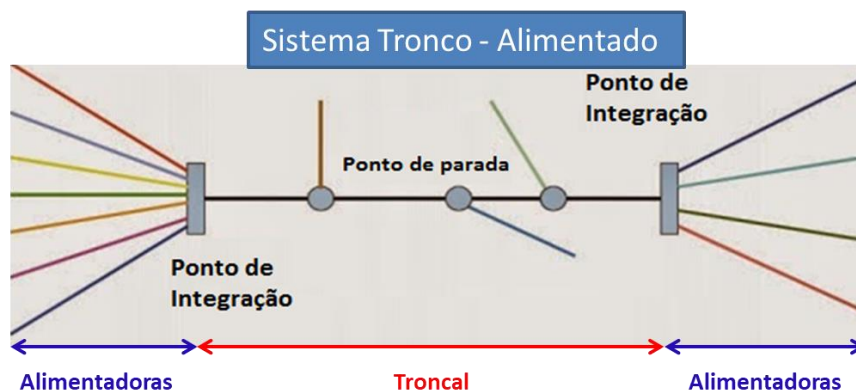 Sistema Tronco - Alimentado
Ponto de
Integração
Ponto de parada
Ponto de
Integração
Alimentadoras
Troncal
Alimentadoras